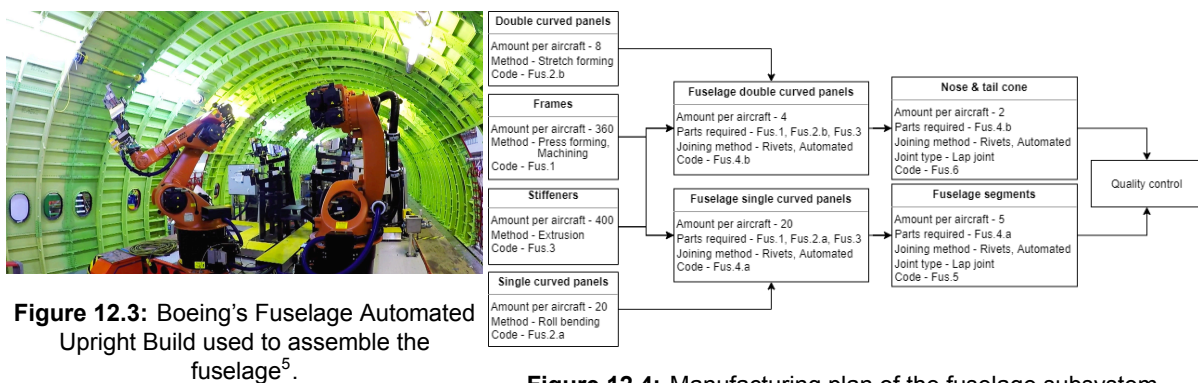 Double curved panels
Amount per aircraft - 8
Method - Stretch forming
Code - Fus.2.b
Frames
Amount per aircraft - 360
Method - Press forming,
Machining
Code - Fus.1
Stiffeners
Amount per aircraft - 400
Method - Extrusion
Code - Fus.3
Single curved panels
Amount per aircraft - 20
Method - Roll bending
Code - Fus.2.a
Fuselage double curved panels
Amount per aircraft - 4
Parts required - Fus.1, Fus.2.b, Fus.3
Joining method - Rivets, Automated
Code - Fus.4.b
Fuselage single curved panels
Amount per aircraft - 20
Parts required - Fus.1, Fus.2.a, Fus.3
Joining method - Rivets, Automated
Code - Fus.4.a
Nose & tail cone
Amount per aircraft - 2
Parts required - Fus.4.b
Joining method - Rivets, Automated
Joint type - Lap joint
Code - Fus.6
Fuselage segments
Amount per aircraft - 5
Parts required - Fus.4.a
Joining method - Rivets, Automated
Joint type - Lap joint
Code - Fus.5
Quality control
Figure 12.3: Boeing's Fuselage Automated
Upright Build used to assemble the
fuselage⁵.
Figure 12.4: Manufacturing plan of the fuselage subsystem